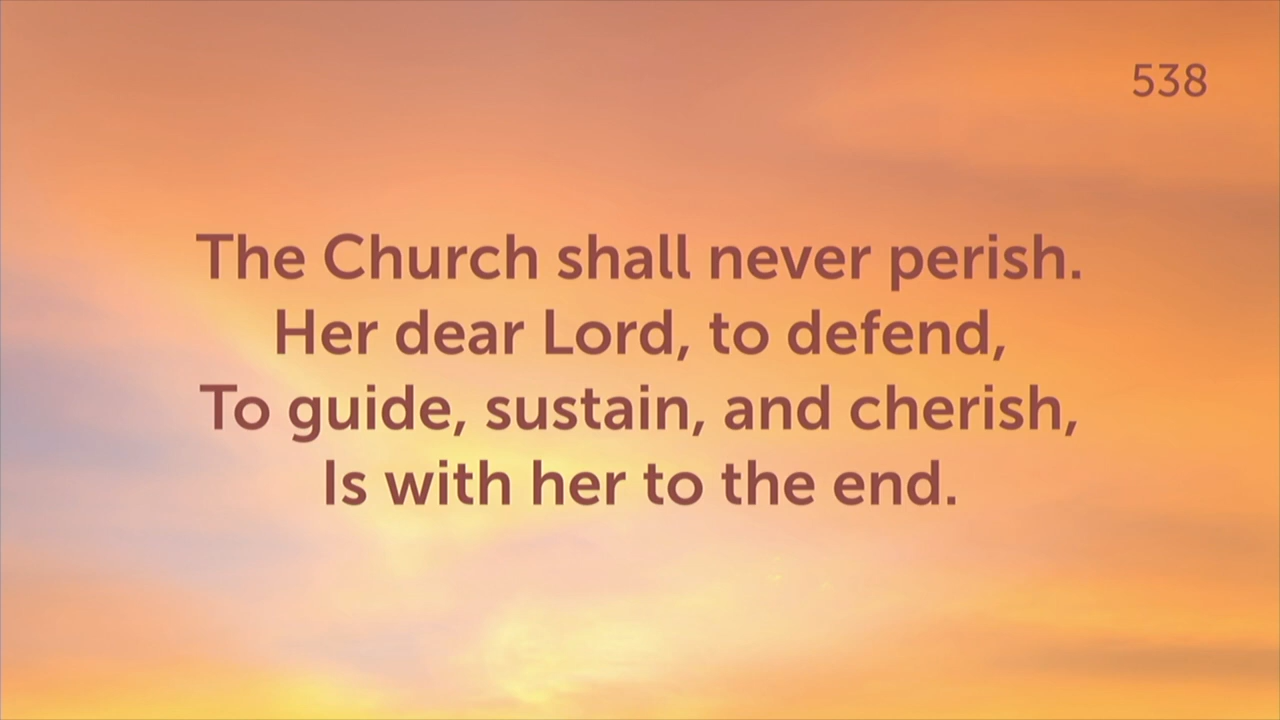 538
The Church shall never perish.
Her dear Lord, to defend,
To guide, sustain, and cherish,
Is with her to the end.